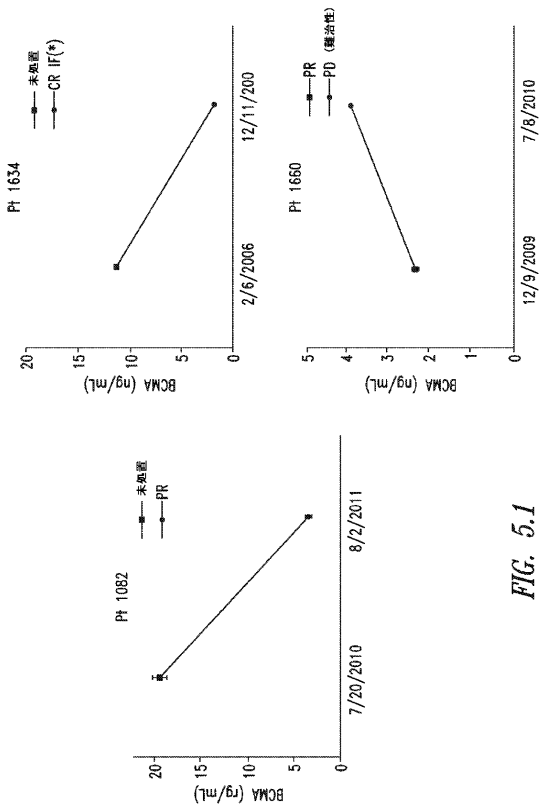 Pt 1082
未処置
PR
20
15
10
5
0
BCMA (rg/mL)
7/20/2010
8/2/2011
Pt 1634
未処置
CR IF(*)
20
15
10
5
0
BCMA (ng/mL)
2/6/2006
12/11/200
Pt 1660
PR
PD (難治性)
5
4
3
2
0
BCMA (ng/mL)
12/9/2009
7/8/2010
FIG. 5.1